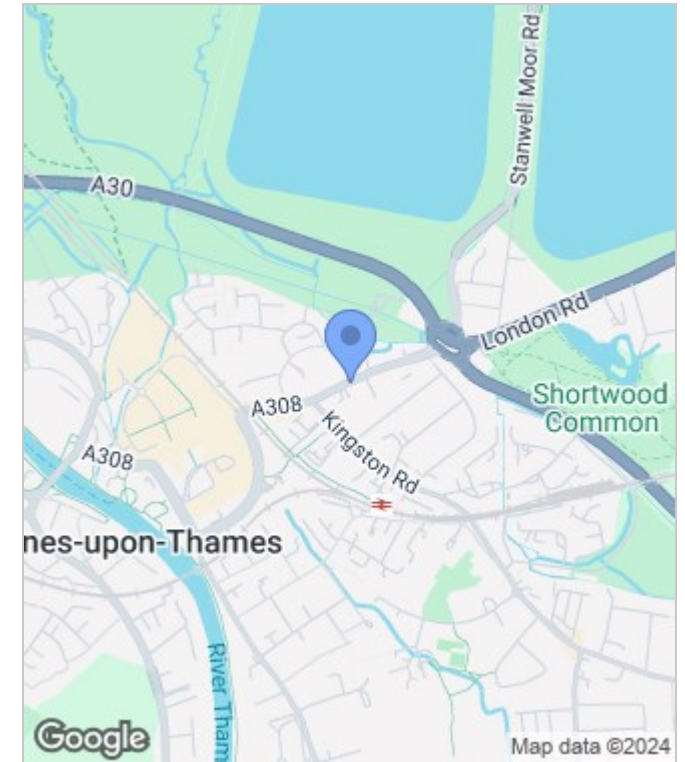 Stanwell Moor Rd
A30
London Rd
Shortwood
Common
A308
Kingston Rd
A308
nes-upon-Thames
River Tham
Google
Map data ©2024